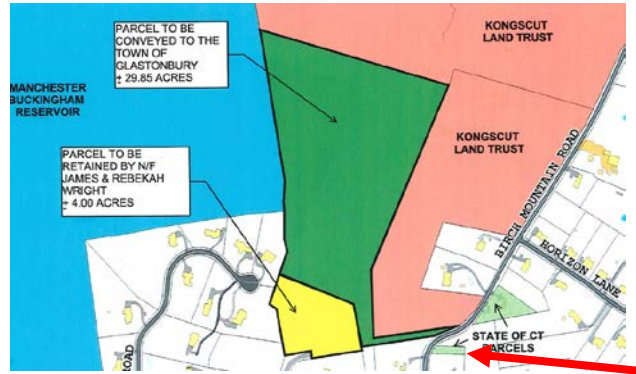 PARCEL TO BE
CONVEYED TO THE
TOWN OF
GLASTONBURY
± 29.85 ACRES
KONGSCUT
LAND TRUST
MANCHESTER
BUCKINGHAM
RESERVOIR
PARCEL TO BE
RETAINED BY N/F
JAMES & REBEKAH
WRIGHT
± 4.00 ACRES
KONGSCUT
LAND TRUST
BIRCH MOUNTAIN ROAD
HORIZON LANE
STATE OF CT
PARCELS
ROAD